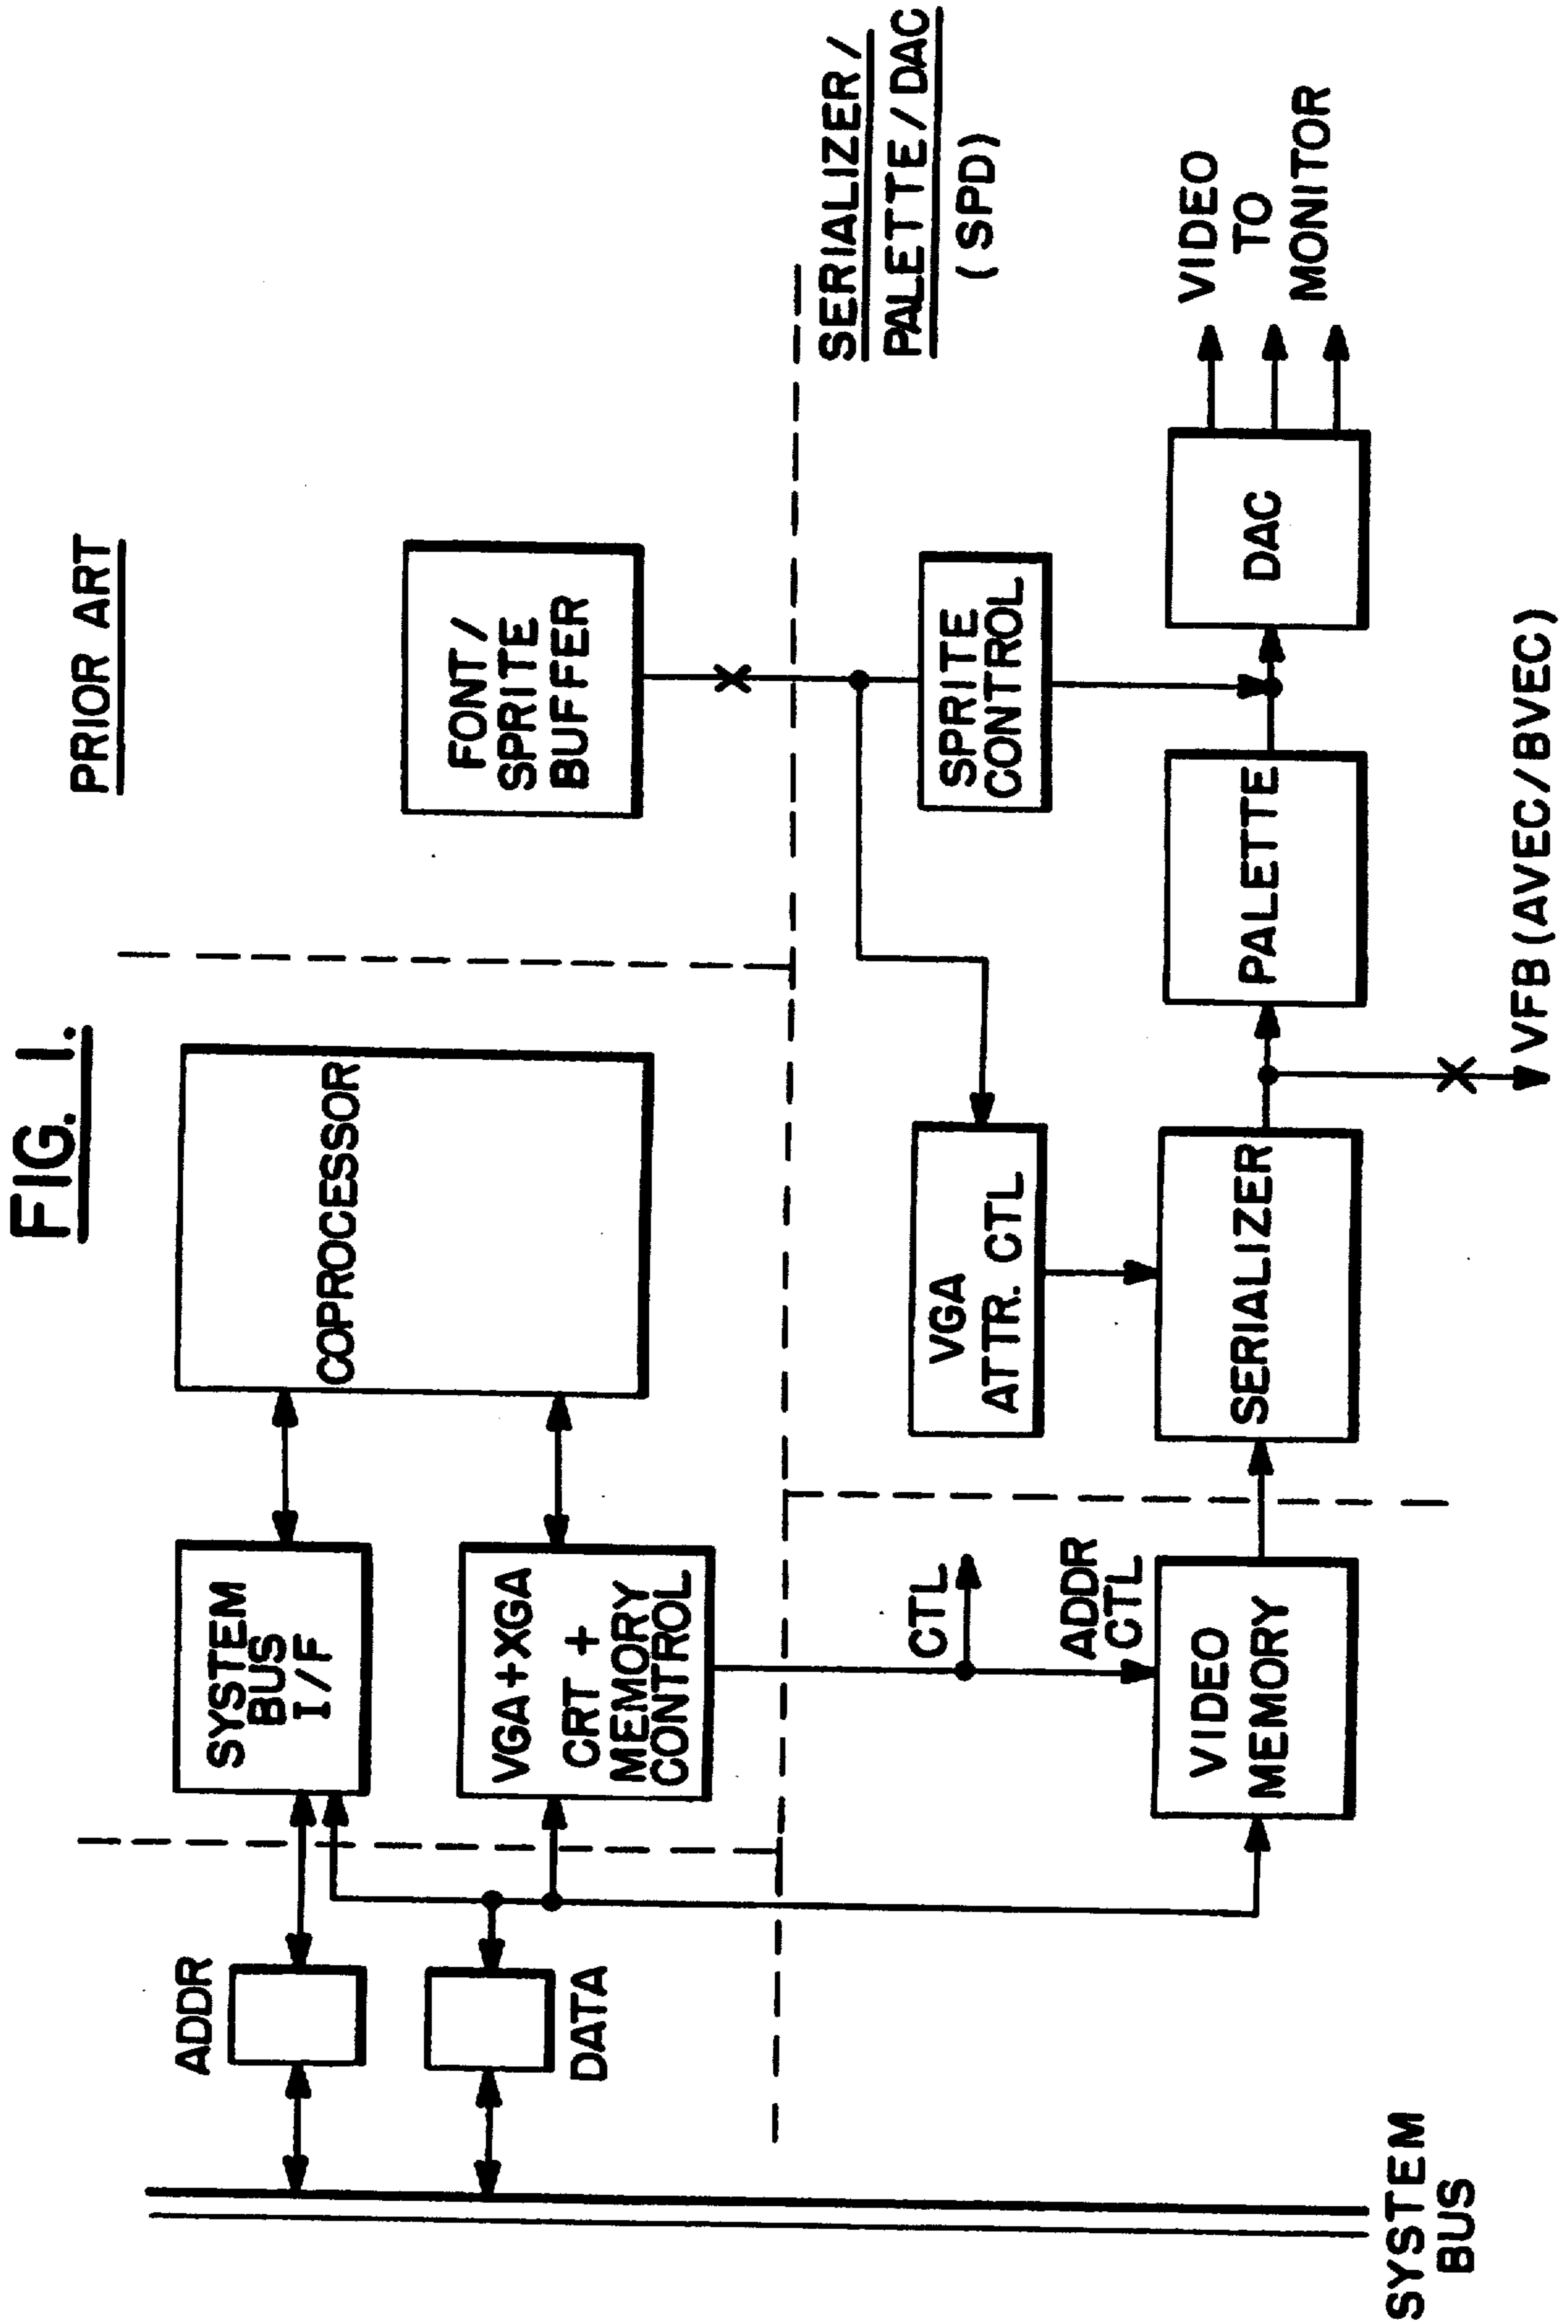 FIG. 1.
PRIOR ART
ADDR
SYSTEM
BUS
I/F
COPROCESSOR
DATA
VGA+XGA
CRT +
MEMORY
CONTROL
FONT/
SPRITE
BUFFER
SERIALIZER/
PALETTE/DAC
(SPD)
CTL
ADDR
CTL
VGA
ATTR. CTL
SPRITE
CONTROL
VIDEO
MEMORY
SERIALIZER
PALETTE
DAC
VIDEO
TO
MONITOR
SYSTEM
BUS
VFB (AVEC/BVEC)